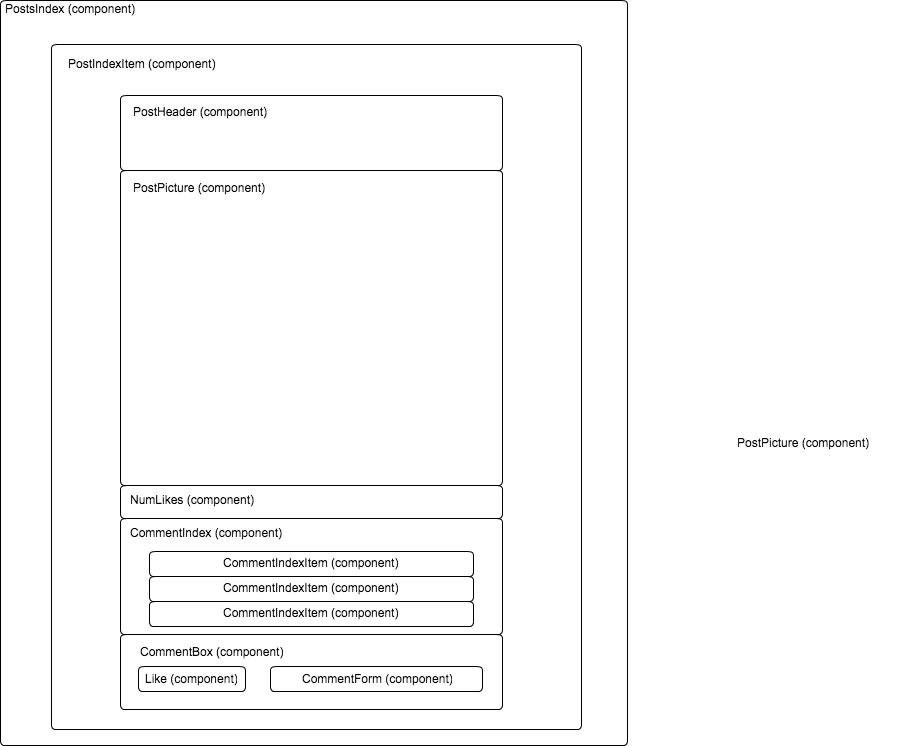 PostsIndex (component)
PostIndexItem (component)
PostHeader (component)
PostPicture (component)
PostPicture (component)
NumLikes (component)
CommentIndex (component)
CommentIndexItem (component)
CommentIndexItem (component)
CommentIndexItem (component)
CommentBox (component)
Like (component)
CommentForm (component)